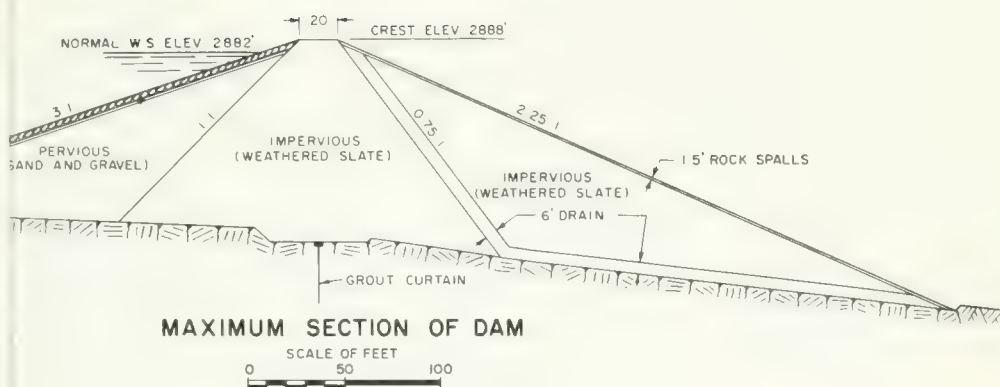 20
CREST ELEV 2888'
NORMAL W S ELEV 2882'
3:1
1:1
0.75:1
2.25:1
PERVIOUS
SAND AND GRAVEL)
IMPERVIOUS
(WEATHERED SLATE)
IMPERVIOUS
(WEATHERED SLATE)
1.5' ROCK SPALLS
6' DRAIN
GROUT CURTAIN
MAXIMUM SECTION OF DAM
SCALE OF FEET
0 50 100